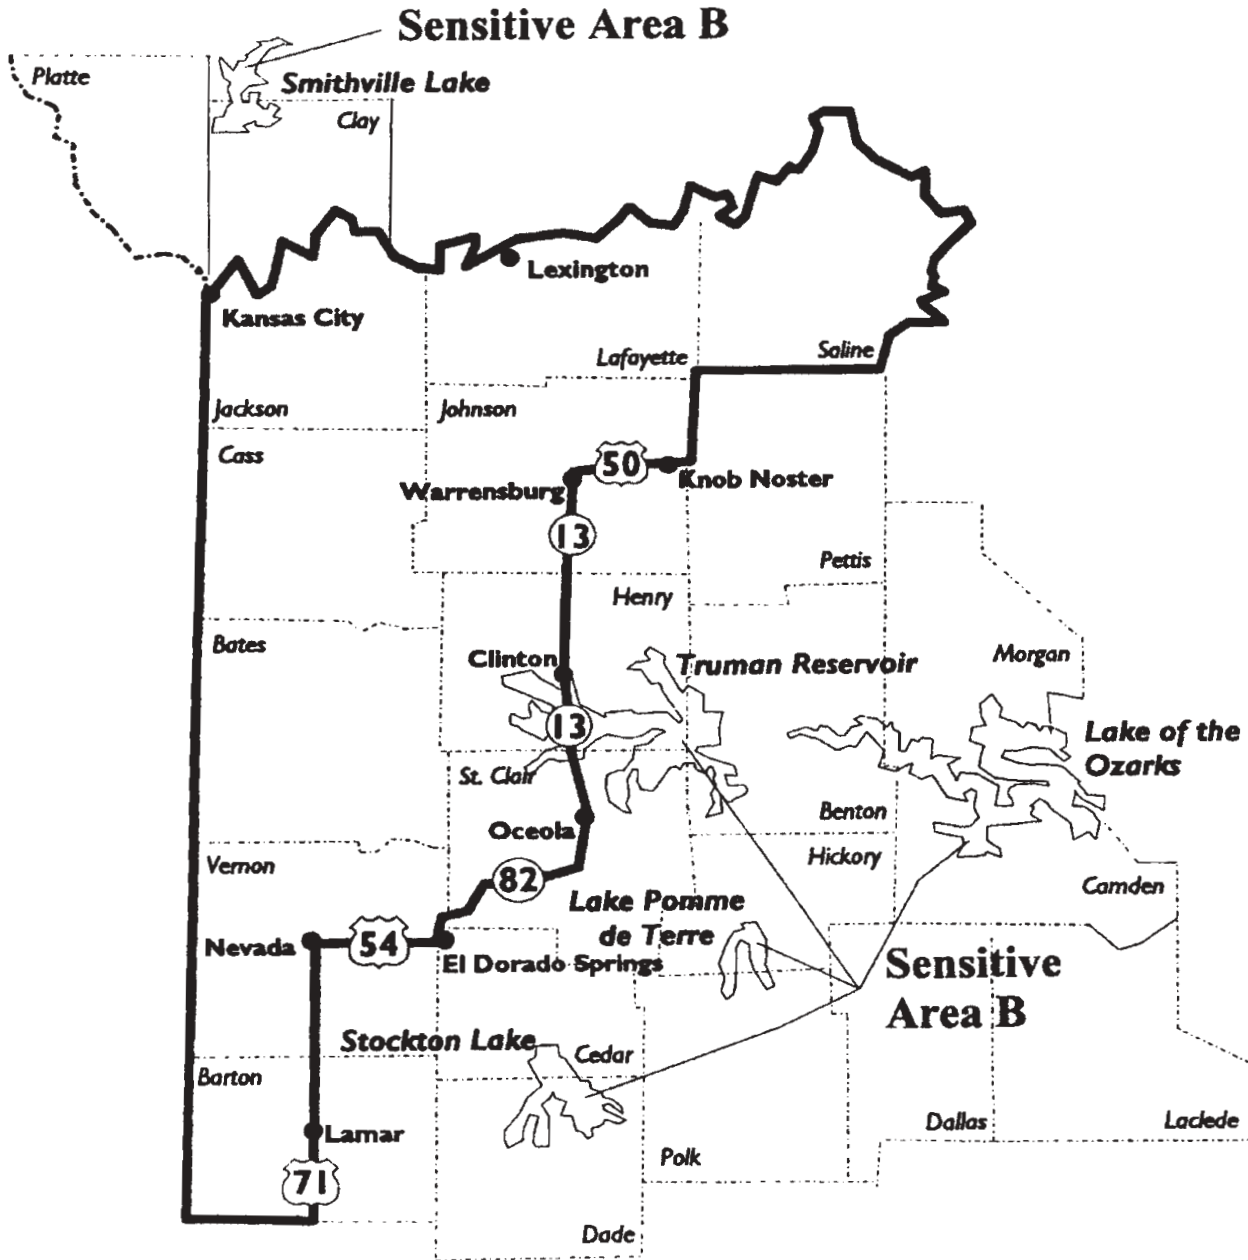 Sensitive Area B
Platte
Smithville Lake
Clay
Lexington
Kansas City
Lafayette
Saline
Jackson
Johnson
Cass
50
Warrensburg
Knob Noster
13
Pettis
Henry
Bates
Clinton
Truman Reservoir
Morgan
13
Lake of the
Ozarks
St. Clair
Oceola
Benton
Hickory
Vernon
82
Camden
Lake Pomme
de Terre
Nevada
54
El Dorado Springs
Sensitive
Area B
Stockton Lake
Cedar
Barton
Lamar
Dallas
Laclede
Polk
71
Dade